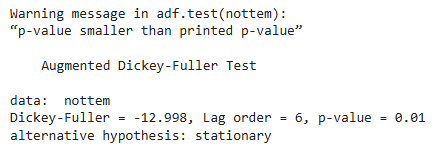 Warning message in adf.test(nottem):
“p-value smaller than printed p-value”
Augmented Dickey-Fuller Test
data:  nottem
Dickey-Fuller = -12.998, Lag order = 6, p-value = 0.01
alternative hypothesis: stationary